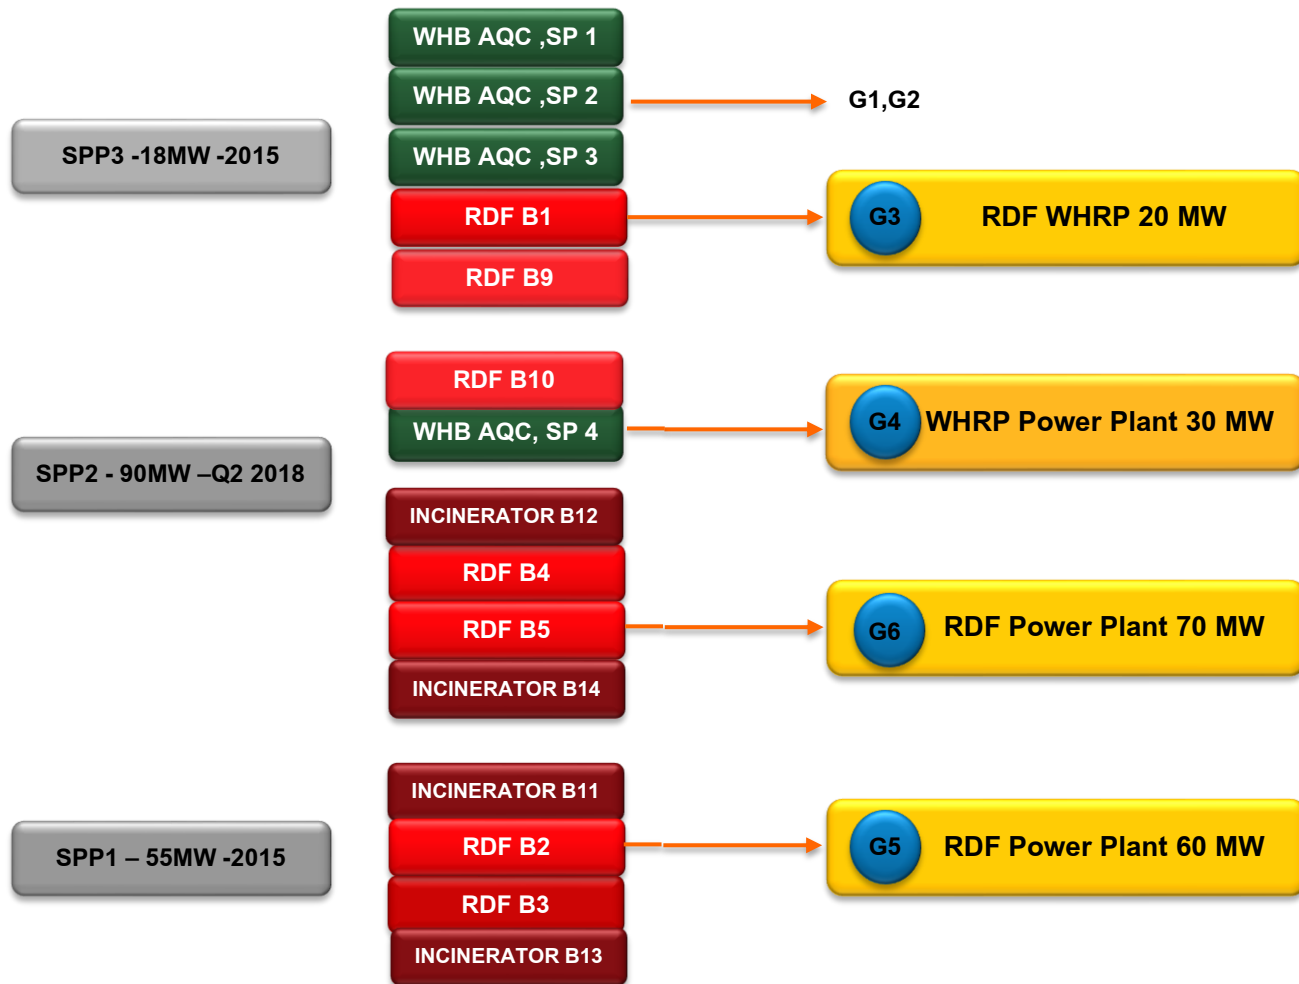 WHB AQC ,SP 1
WHB AQC ,SP 2
G1,G2
SPP3 -18MW -2015
WHB AQC ,SP 3
RDF B1
G3
RDF WHRP 20 MW
RDF B9
RDF B10
WHB AQC, SP 4
G4
WHRP Power Plant 30 MW
SPP2 - 90MW –Q2 2018
INCINERATOR B12
RDF B4
RDF B5
G6
RDF Power Plant 70 MW
INCINERATOR B14
INCINERATOR B11
RDF B2
G5
RDF Power Plant 60 MW
SPP1 – 55MW -2015
RDF B3
INCINERATOR B13